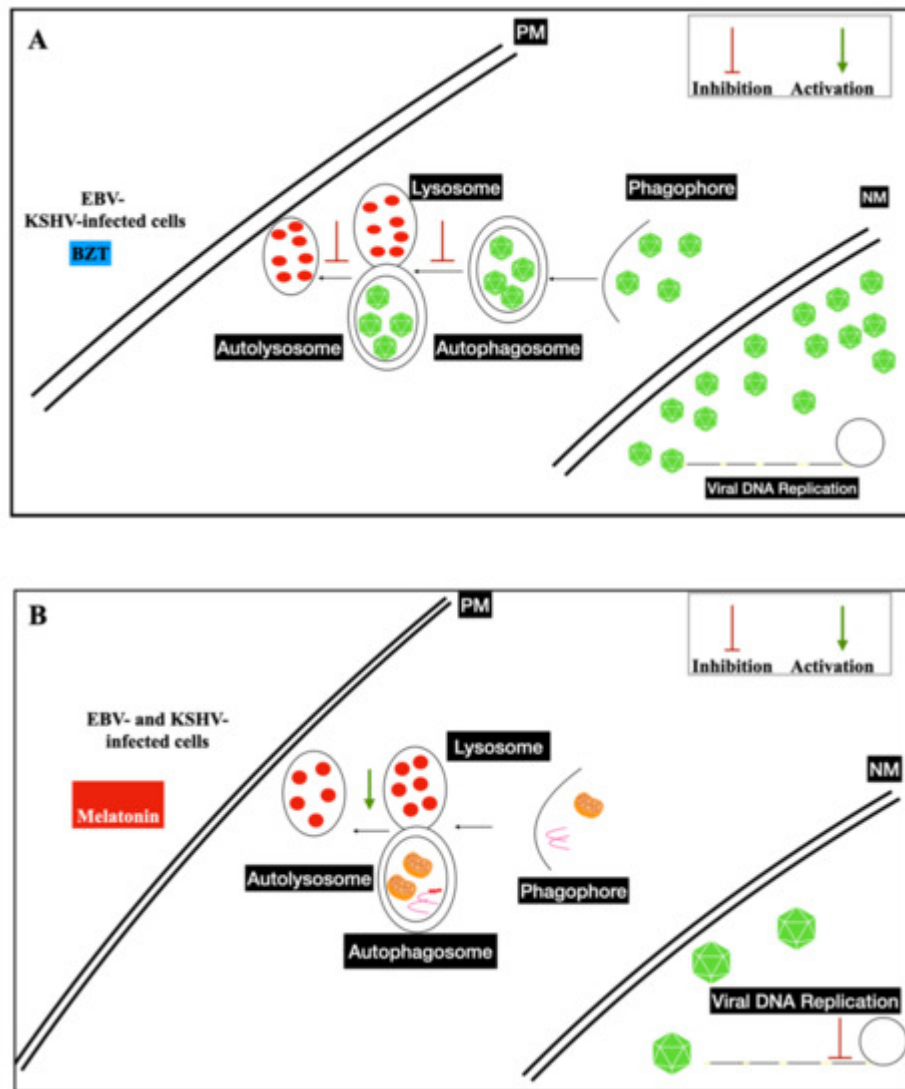 A
PM
Inhibition Activation
EBV-
KSHV-infected cells
BZT
Lysosome
Phagophore
NM
Autolysosome
Autophagosome
Viral DNA Replication
B
PM
Inhibition Activation
EBV- and KSHV-
infected cells
Melatonin
Lysosome
NM
Autolysosome
Phagophore
Autophagosome
Viral DNA Replication